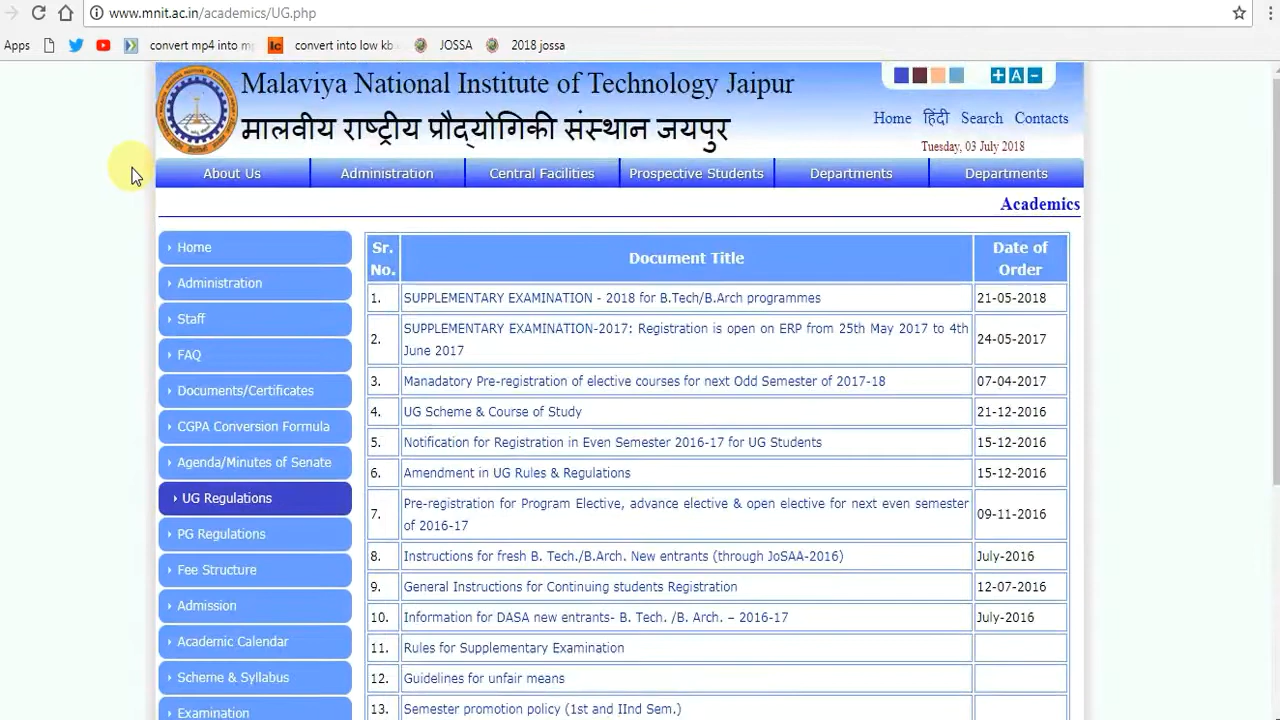 www.mnit.ac.in/academics/UG.php
Apps convert mp4 into m convert into low kb JOSSA 2018 jossa
Malaviya National Institute of Technology Jaipur
मालवीय राष्ट्रीय प्रौद्योगिकी संस्थान जयपुर
+ A −
Home हिंदी Search Contacts
Tuesday, 03 July 2018
About Us Administration Central Facilities Prospective Students Departments Departments
Academics
Home
Administration
Staff
FAQ
Documents/Certificates
CGPA Conversion Formula
Agenda/Minutes of Senate
UG Regulations
PG Regulations
Fee Structure
Admission
Academic Calendar
Scheme & Syllabus
Examination
Sr. No. Document Title Date of Order
1. SUPPLEMENTARY EXAMINATION - 2018 for B.Tech/B.Arch programmes 21-05-2018
2. SUPPLEMENTARY EXAMINATION-2017: Registration is open on ERP from 25th May 2017 to 4th
June 2017 24-05-2017
3. Manadatory Pre-registration of elective courses for next Odd Semester of 2017-18 07-04-2017
4. UG Scheme & Course of Study 21-12-2016
5. Notification for Registration in Even Semester 2016-17 for UG Students 15-12-2016
6. Amendment in UG Rules & Regulations 15-12-2016
7. Pre-registration for Program Elective, advance elective & open elective for next even semester
of 2016-17 09-11-2016
8. Instructions for fresh B. Tech./B.Arch. New entrants (through JoSAA-2016) July-2016
9. General Instructions for Continuing students Registration 12-07-2016
10. Information for DASA new entrants- B. Tech. /B. Arch. – 2016-17 July-2016
11. Rules for Supplementary Examination
12. Guidelines for unfair means
13. Semester promotion policy (1st and IInd Sem.)